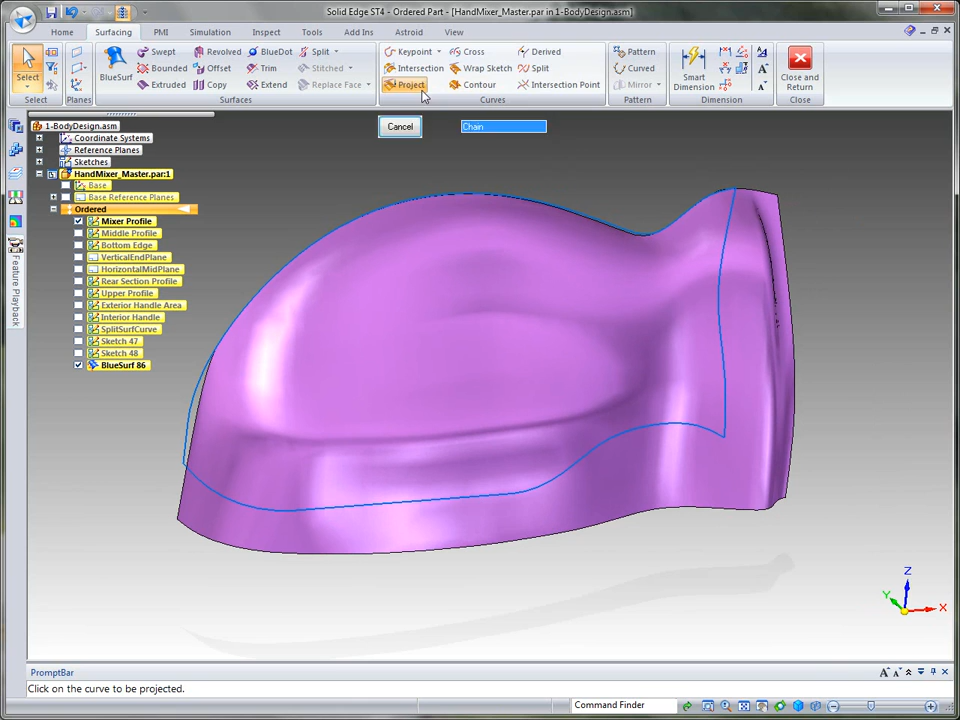 Solid Edge ST4 - Ordered Part - [HandMixer_Master.par in 1-BodyDesign.asm]
Home Surfacing PMI Simulation Inspect Tools Add Ins Astroid View
Select
BlueSurf
Swept Revolved BlueDot Split
Bounded Offset Trim Stitched
Extruded Copy Extend Replace Face
Keypoint Cross Derived
Intersection Wrap Sketch Split
Project Contour Intersection Point
Pattern
Curved
Mirror
Smart Dimension
Close and Return
Select Planes Surfaces Curves Pattern Dimension Close
Cancel Chain
1-BodyDesign.asm
Coordinate Systems
Reference Planes
Sketches
HandMixer_Master.par:1
Base
Base Reference Planes
Ordered
Mixer Profile
Middle Profile
Bottom Edge
VerticalEndPlane
HorizontalMidPlane
Rear Section Profile
Upper Profile
Exterior Handle Area
Interior Handle
SplitSurfCurve
Sketch 47
Sketch 48
BlueSurf 86
Feature Playback
Z
Y
X
PromptBar
Click on the curve to be projected.
Command Finder